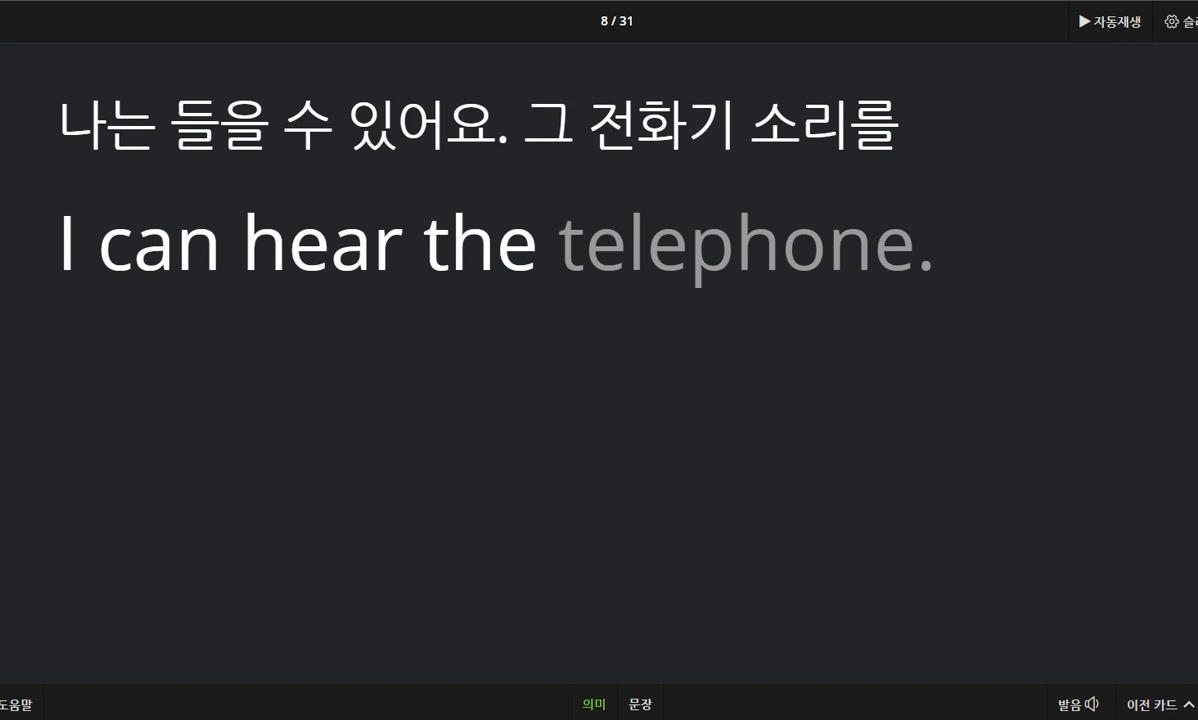 8 / 31
▶ 자동재생
나는 들을 수 있어요. 그 전화기 소리를
I can hear the telephone.
도움말
의미
문장
발음
이전 카드